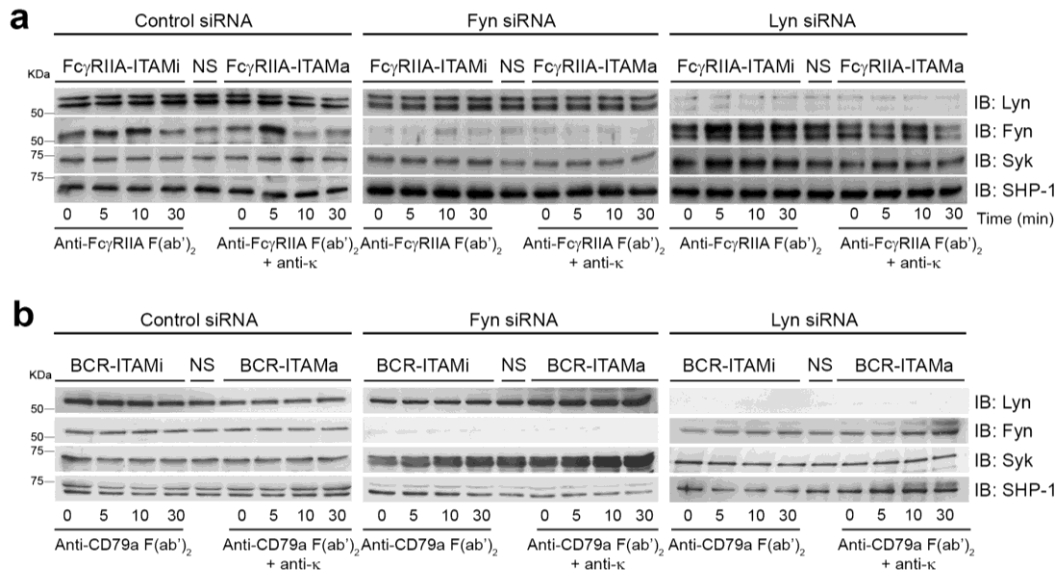 a
Control siRNA Fyn siRNA Lyn siRNA
FcγRIIA-ITAMi NS FcγRIIA-ITAMa FcγRIIA-ITAMi NS FcγRIIA-ITAMa FcγRIIA-ITAMi NS FcγRIIA-ITAMa
KDa
50 IB: Lyn
50 IB: Fyn
75 IB: Syk
75 IB: SHP-1
0 5 10 30 0 5 10 30 0 5 10 30 0 5 10 30 0 5 10 30 0 5 10 30 Time (min)
Anti-FcγRIIA F(ab')2 Anti-FcγRIIA F(ab')2 Anti-FcγRIIA F(ab')2 Anti-FcγRIIA F(ab')2 Anti-FcγRIIA F(ab')2 Anti-FcγRIIA F(ab')2
+ anti-κ + anti-κ + anti-κ
b
Control siRNA Fyn siRNA Lyn siRNA
BCR-ITAMi NS BCR-ITAMa BCR-ITAMi NS BCR-ITAMa BCR-ITAMi NS BCR-ITAMa
KDa
50 IB: Lyn
50 IB: Fyn
75 IB: Syk
75 IB: SHP-1
0 5 10 30 0 5 10 30 0 5 10 30 0 5 10 30 0 5 10 30 0 5 10 30
Anti-CD79a F(ab')2 Anti-CD79a F(ab')2 Anti-CD79a F(ab')2 Anti-CD79a F(ab')2 Anti-CD79a F(ab')2 Anti-CD79a F(ab')2
+ anti-κ + anti-κ + anti-κ